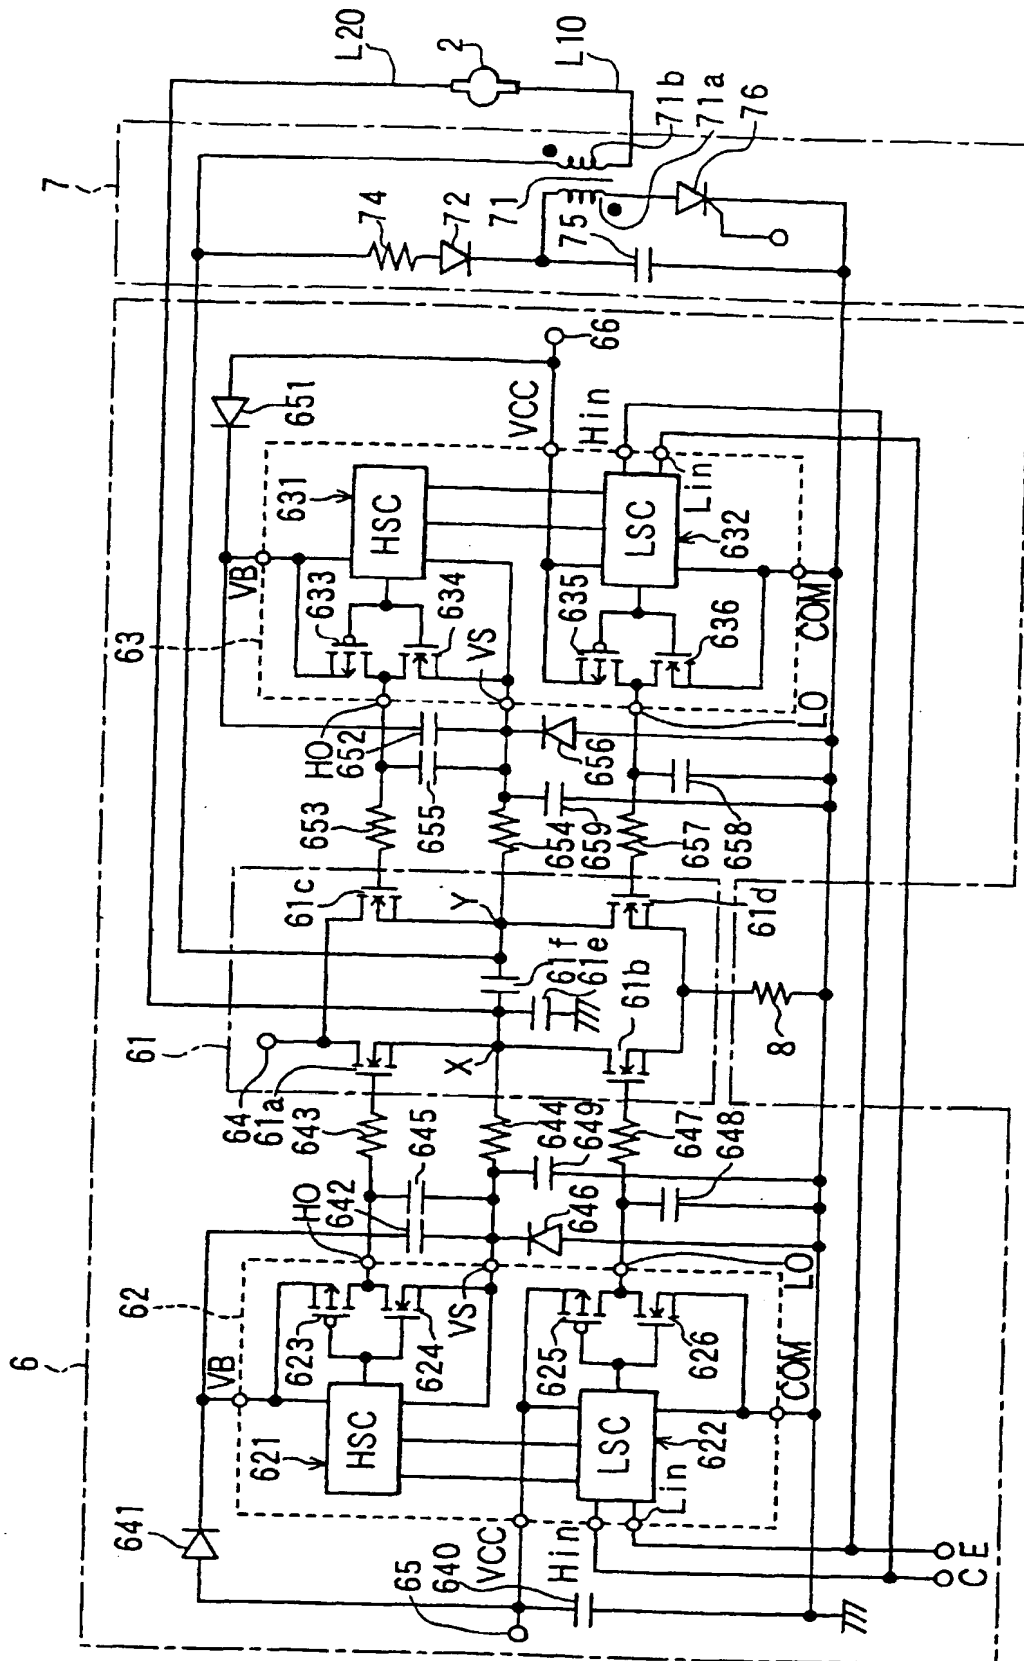 6
7
L20
2
L10
71b
71a
76
74
72
71
75
651
66
VCC
Hin
Lin
63
VB
631
HSC
633
634
VS
LSC
632
635
636
COM
HO
652
655
656
LO
653
654
659
657
658
61
61c
Y
61d
61f
61e
61b
8
64
61a
X
643
645
642
644
649
647
648
646
HO
62
VB
623
624
VS
625
626
LO
COM
621
HSC
LSC
622
Lin
641
VCC
Hin
65
640
C
E